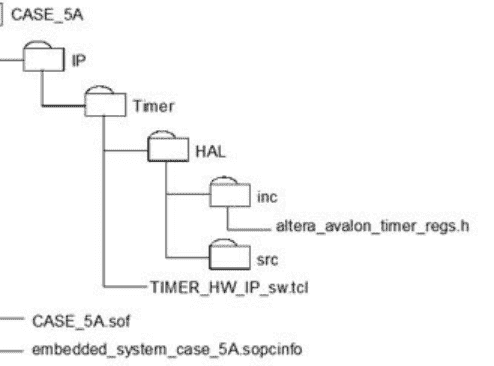 CASE_5A
IP
Timer
HAL
inc
altera_avalon_timer_regs.h
src
TIMER_HW_IP_sw.tcl
CASE_5A.sof
embedded_system_case_5A.sopcinfo